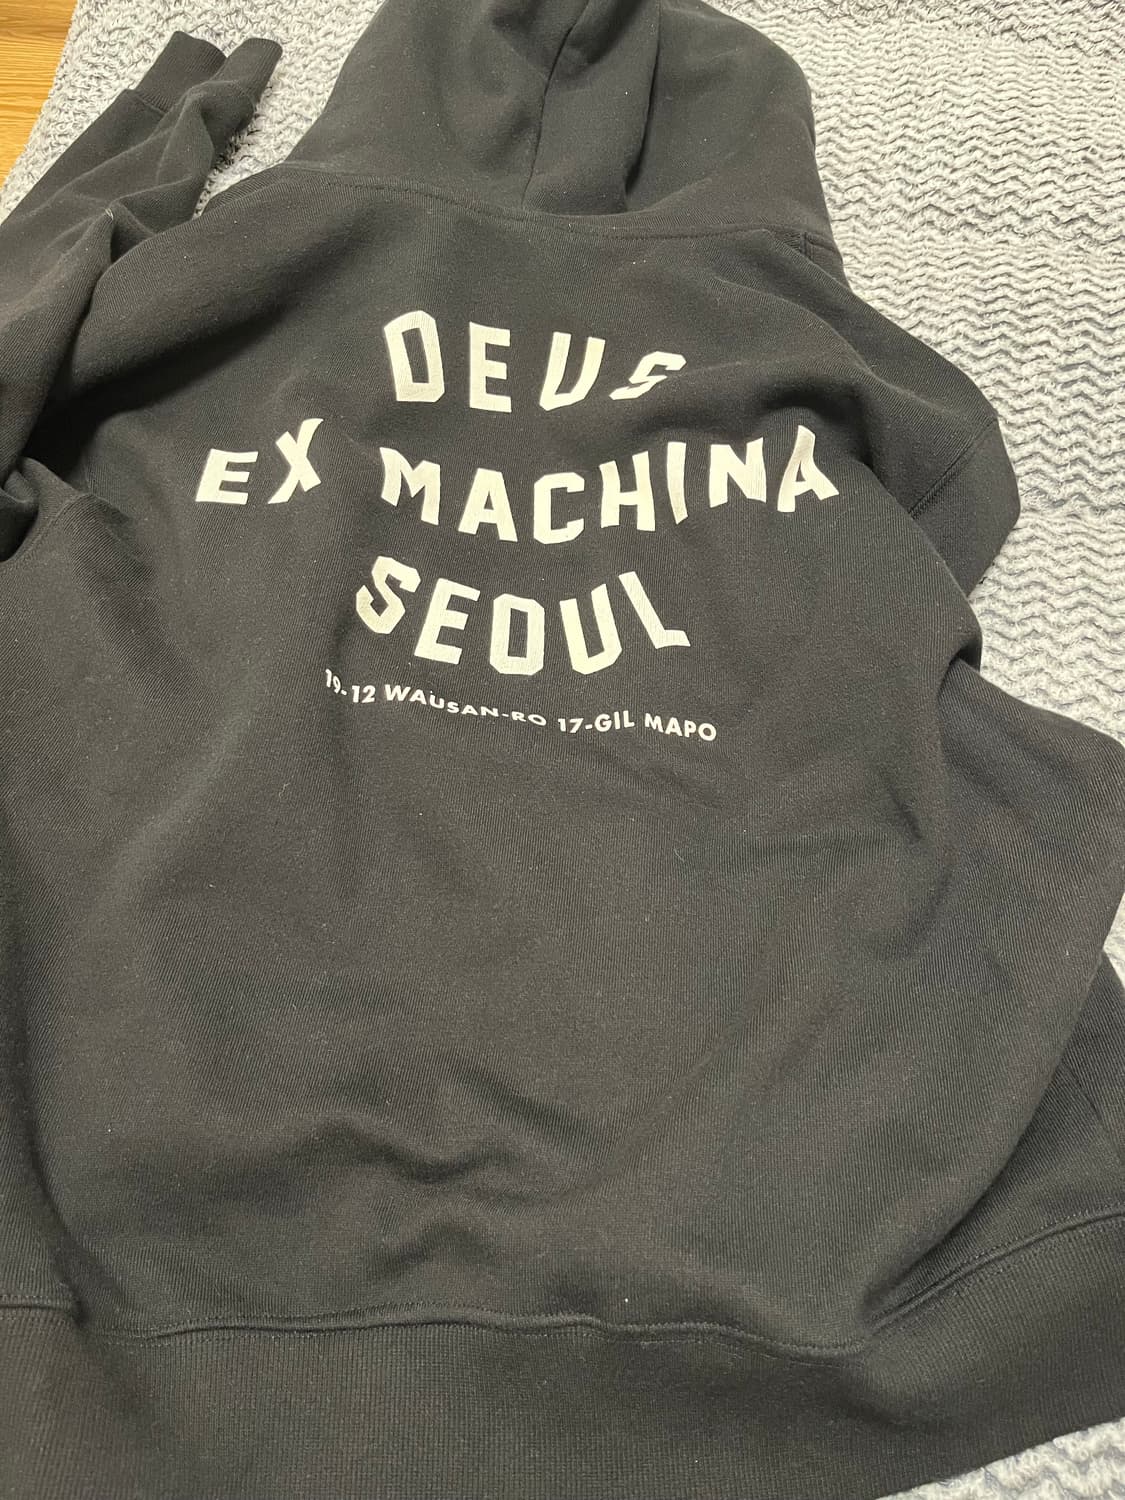 DEUS
EX MACHINA
SEOUL
19-12 WAUSAN-RO 17-GIL MAPO